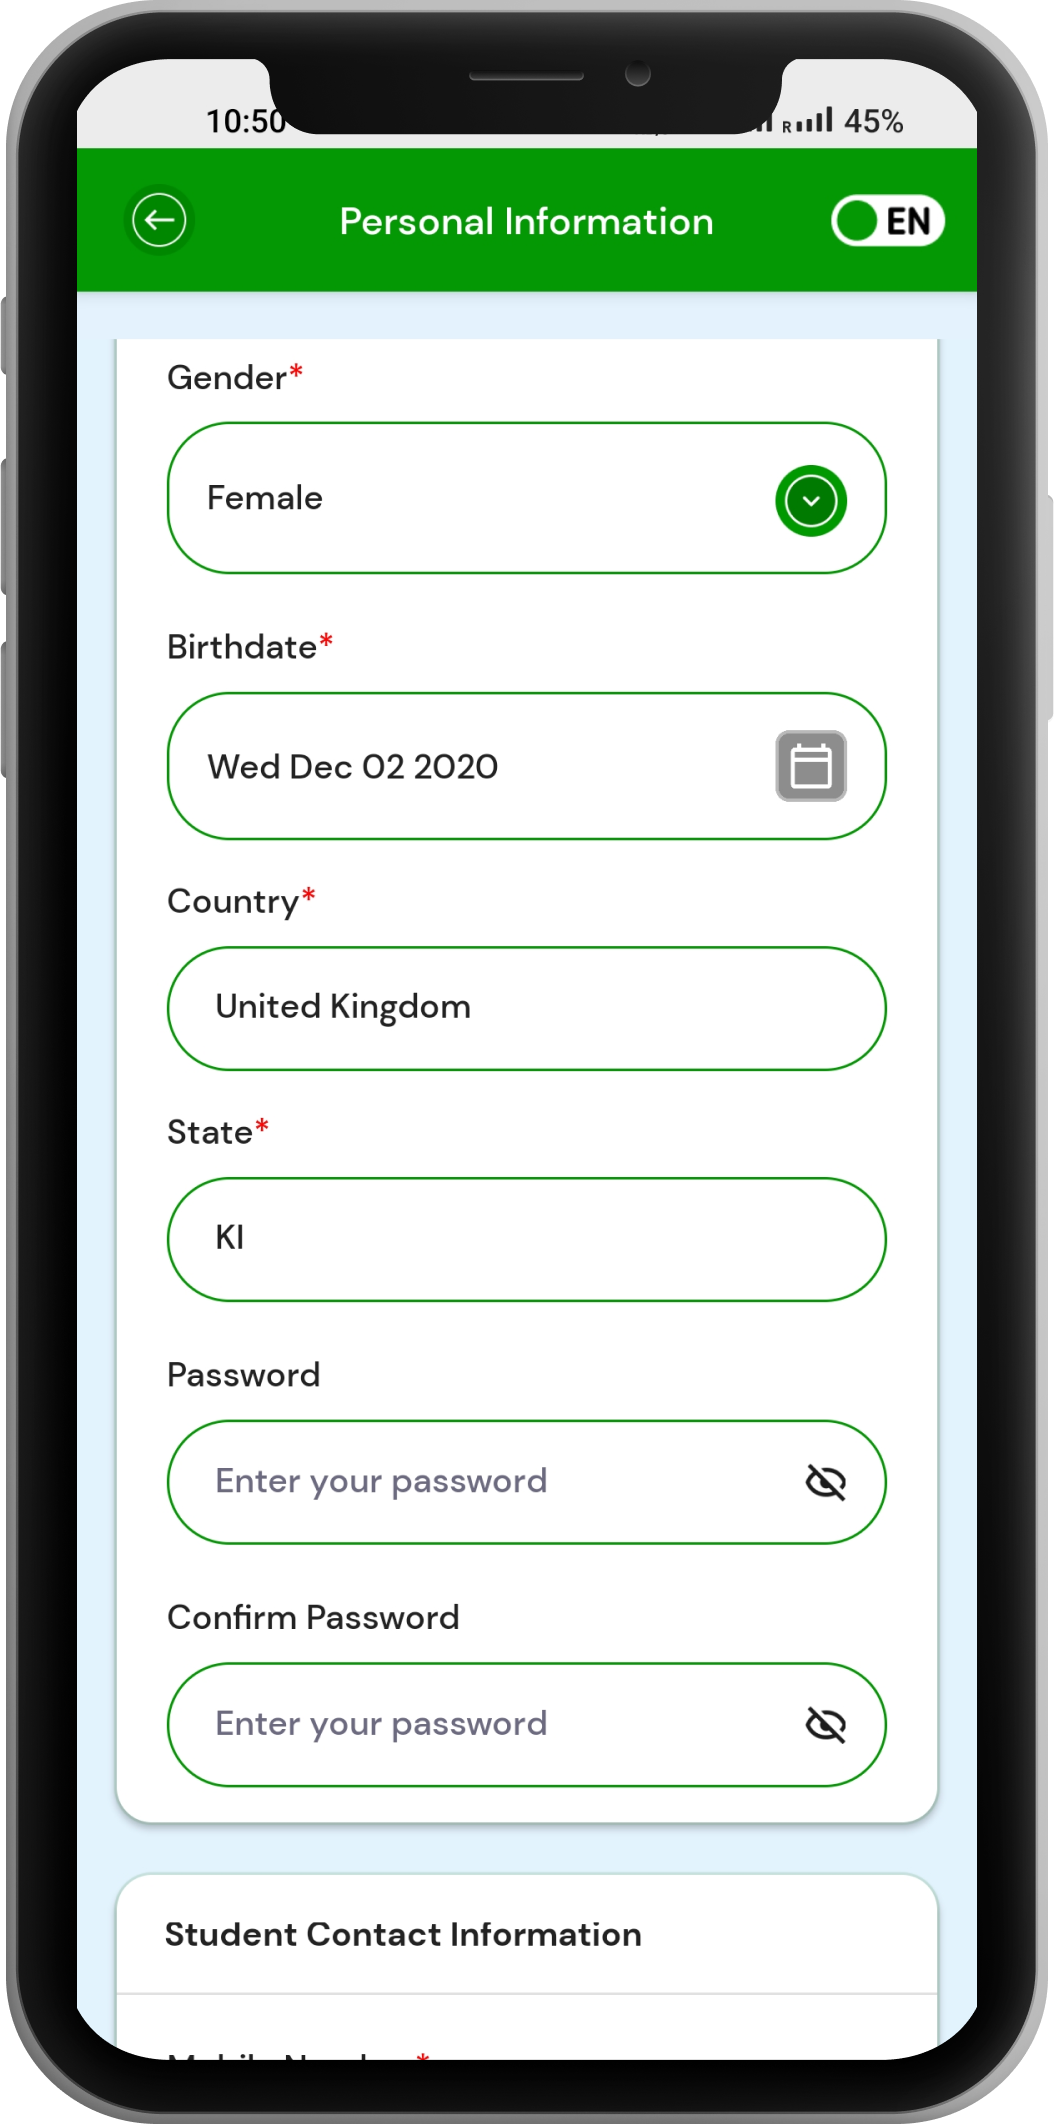 10:50
R 45%
Personal Information
EN
Gender*
Female
Birthdate*
Wed Dec 02 2020
Country*
United Kingdom
State*
KI
Password
Enter your password
Confirm Password
Enter your password
Student Contact Information
*